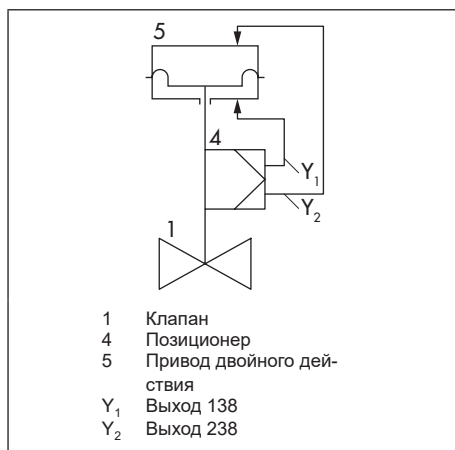 5
4
Y₁
Y₂
1
1 Клапан
4 Позиционер
5 Привод двойного дей-
ствия
Y₁ Выход 138
Y₂ Выход 238